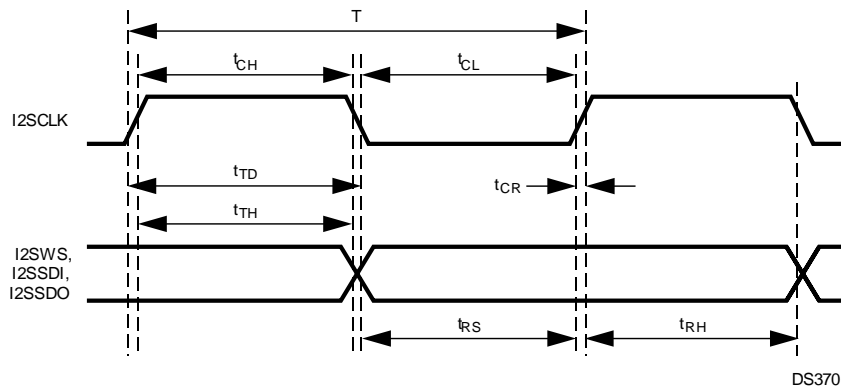 T
tCH
tCL
I2SCLK
tTD
tCR
tTH
I2SWS,
I2SSDI,
I2SSDO
tRS
tRH
DS370